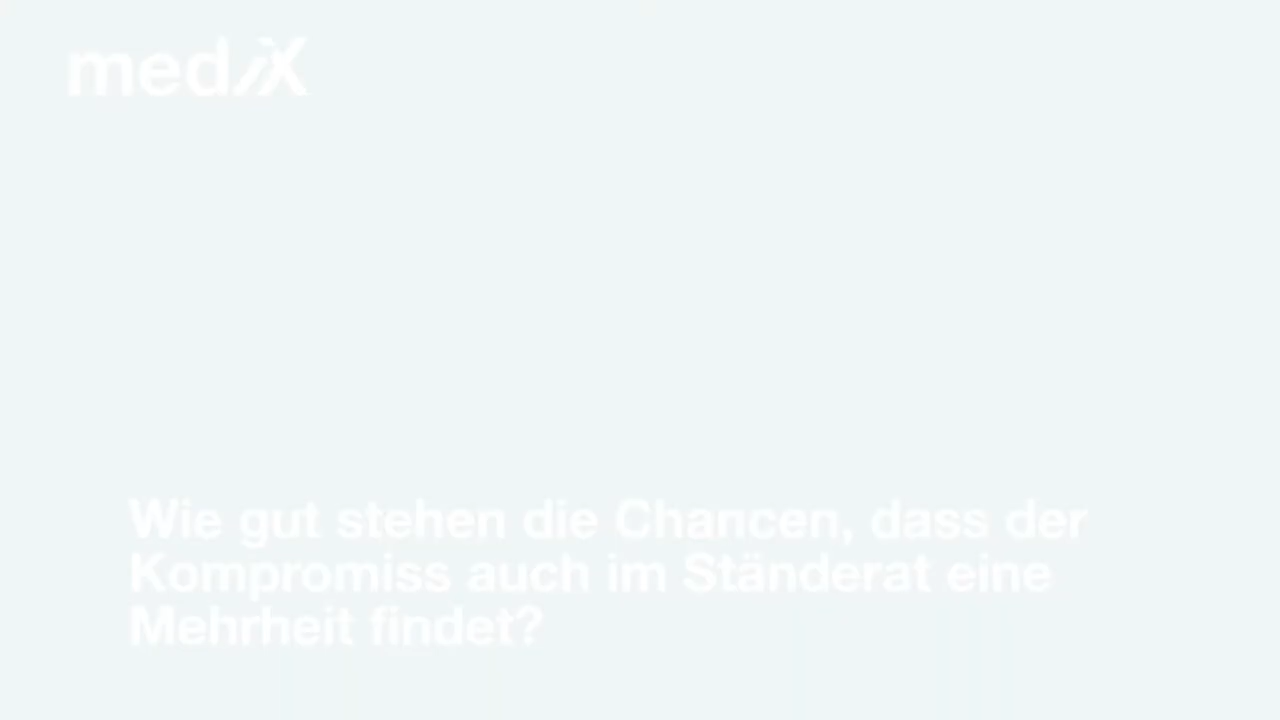 mediX
Wie gut stehen die Chancen, dass der
Kompromiss auch im Ständerat eine
Mehrheit findet?